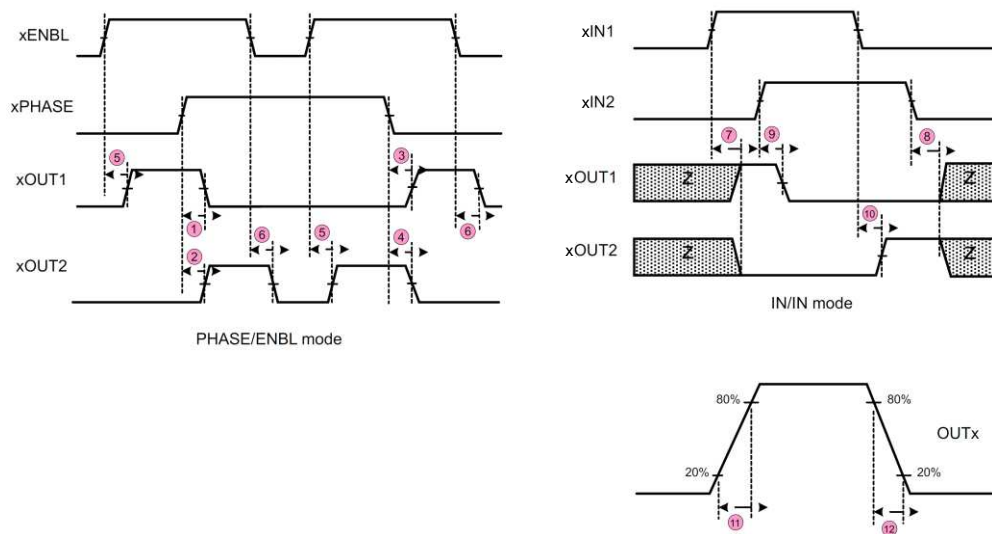 xENBL
xPHASE
5
3
xOUT1
1
6
6
5
4
2
xOUT2
PHASE/ENBL mode
xIN1
xIN2
7
9
8
xOUT1
Z
Z
10
xOUT2
Z
Z
IN/IN mode
80%
80%
OUTx
20%
20%
11
12